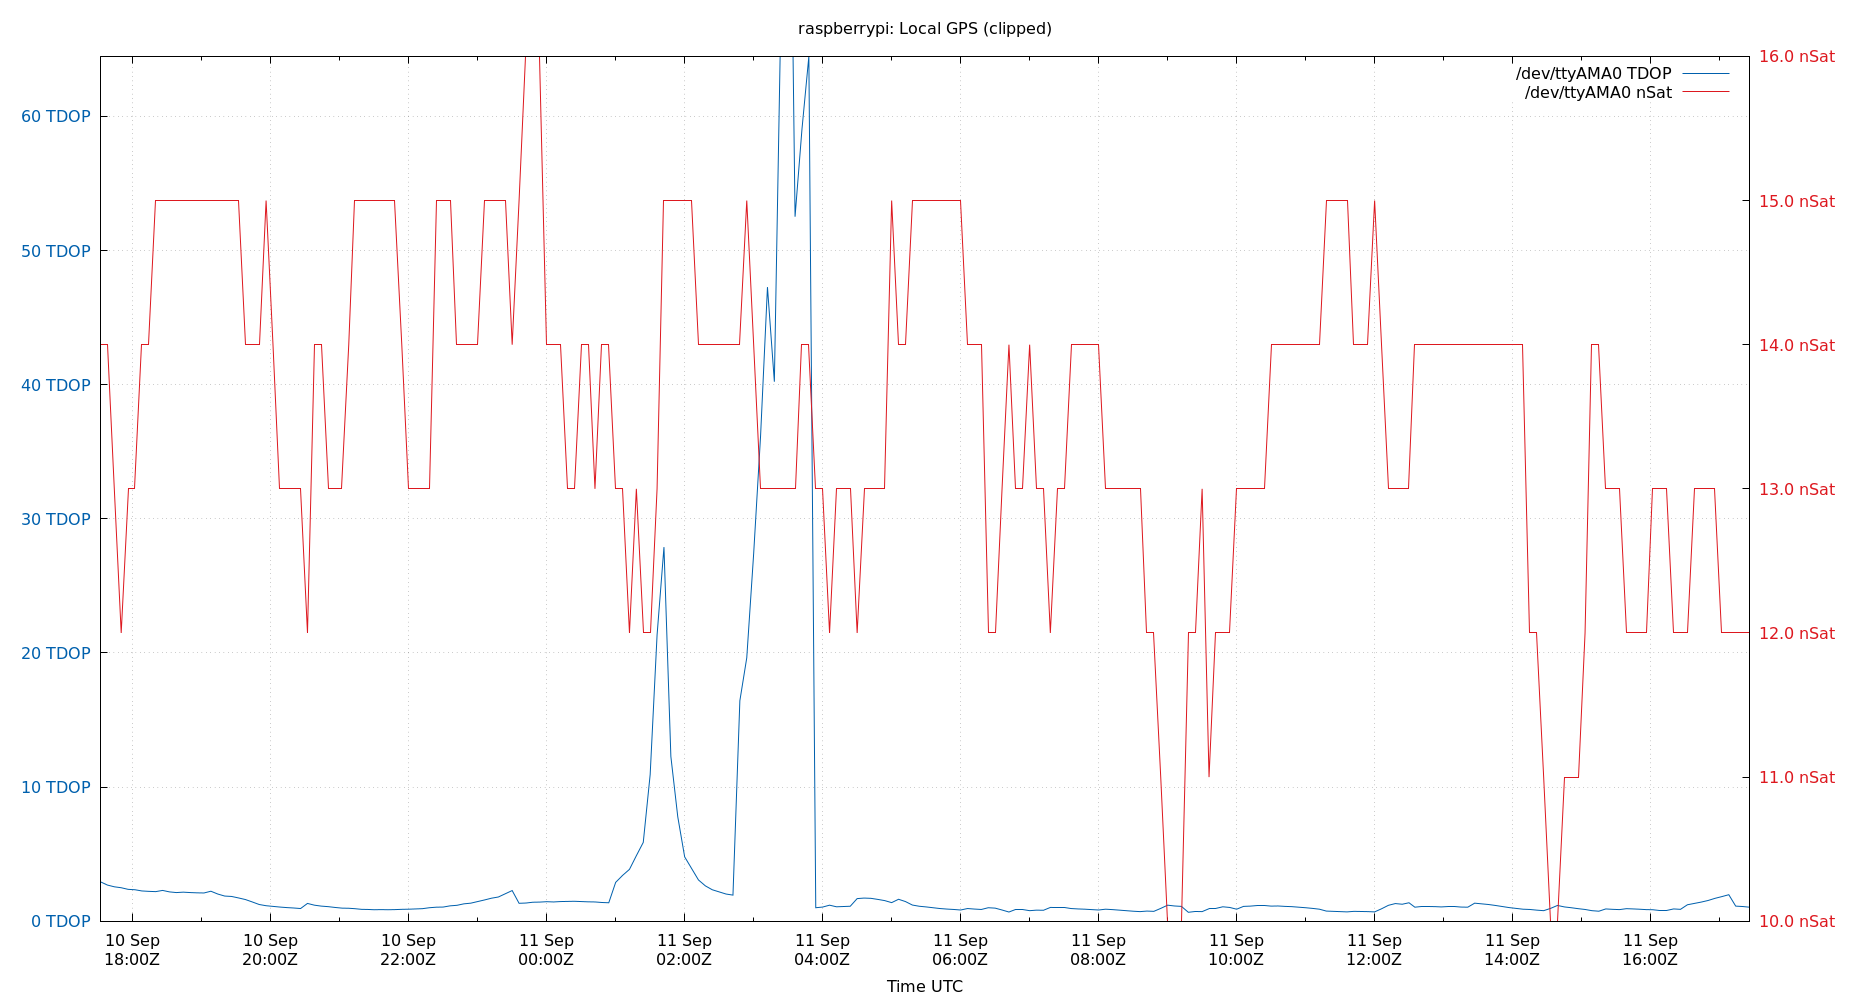 raspberrypi: Local GPS (clipped)
/dev/ttyAMA0 TDOP
/dev/ttyAMA0 nSat
60 TDOP
50 TDOP
40 TDOP
30 TDOP
20 TDOP
10 TDOP
0 TDOP
16.0 nSat
15.0 nSat
14.0 nSat
13.0 nSat
12.0 nSat
11.0 nSat
10.0 nSat
10 Sep
18:00Z
10 Sep
20:00Z
10 Sep
22:00Z
11 Sep
00:00Z
11 Sep
02:00Z
11 Sep
04:00Z
11 Sep
06:00Z
11 Sep
08:00Z
11 Sep
10:00Z
11 Sep
12:00Z
11 Sep
14:00Z
11 Sep
16:00Z
Time UTC